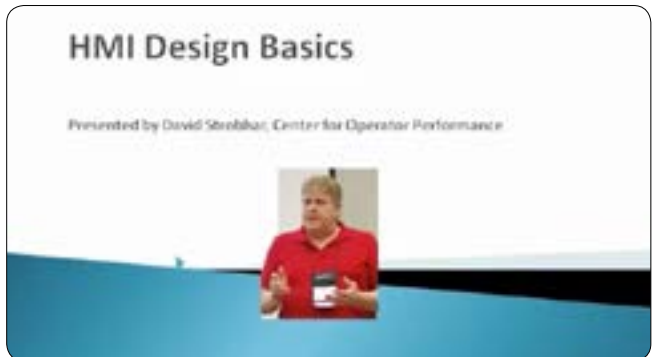 HMI Design Basics
Presented by David Strobhar, Center for Operator Performance